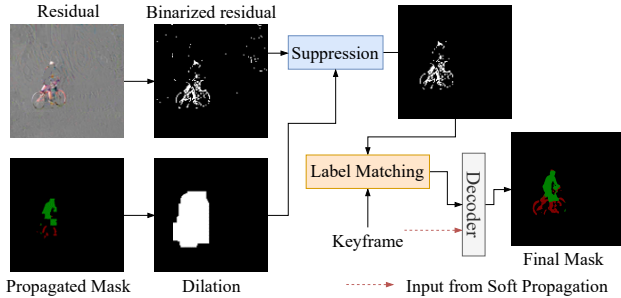 Residual
Binarized residual
Suppression
Label Matching
Decoder
Keyframe
Propagated Mask
Dilation
Final Mask
Input from Soft Propagation